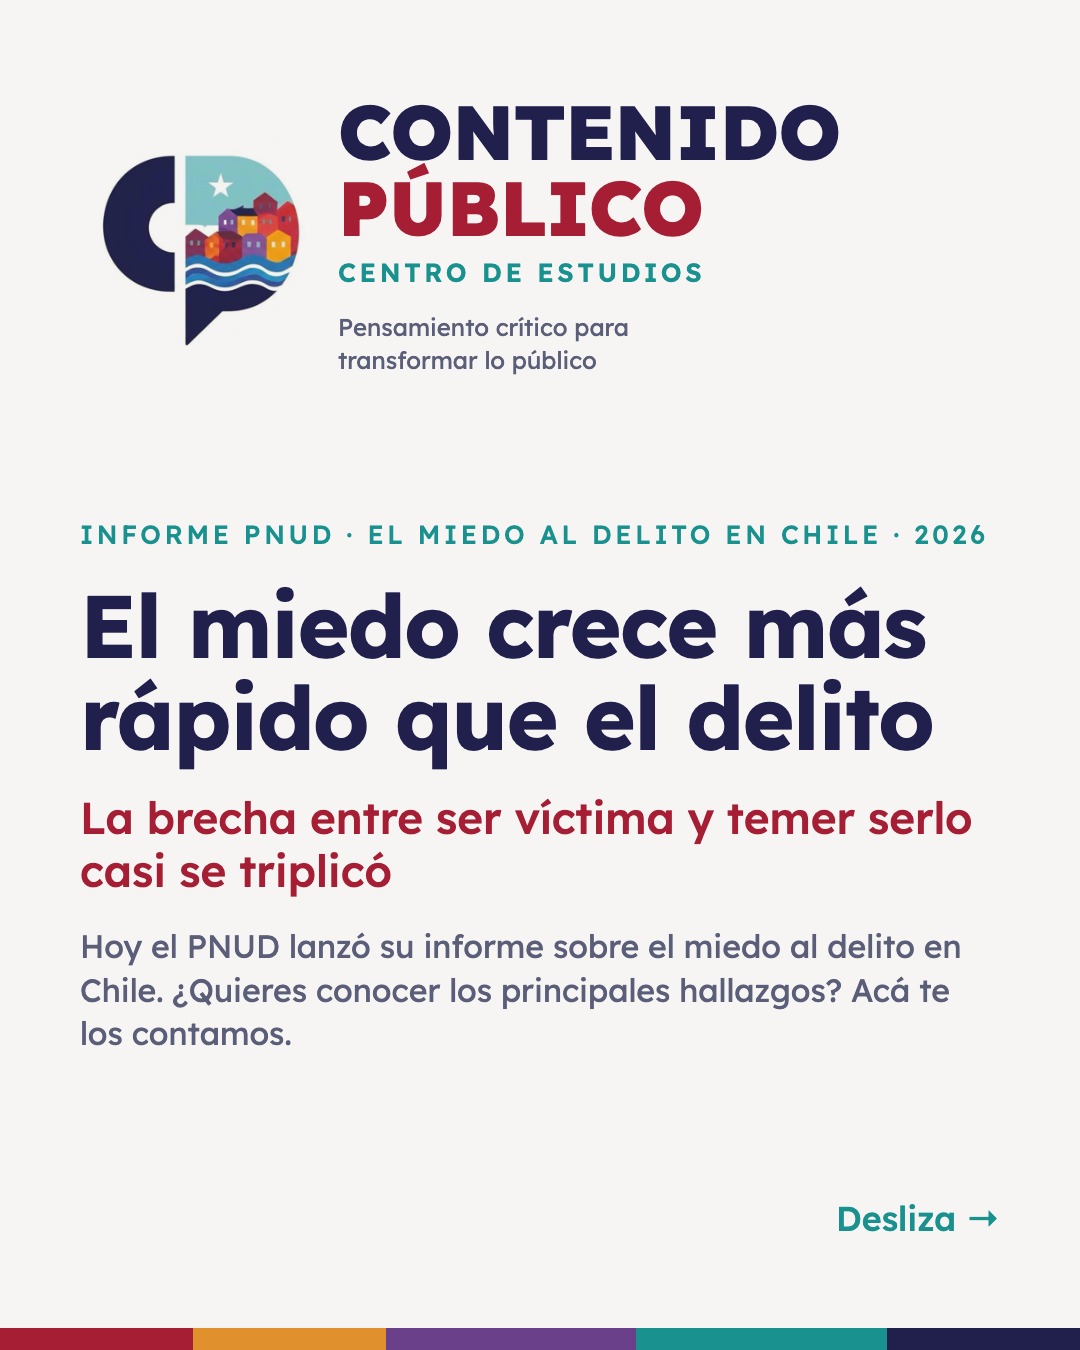 CONTENIDO
PÚBLICO
CENTRO DE ESTUDIOS
Pensamiento crítico para
transformar lo público
INFORME PNUD · EL MIEDO AL DELITO EN CHILE · 2026
El miedo crece más
rápido que el delito
La brecha entre ser víctima y temer serlo
casi se triplicó
Hoy el PNUD lanzó su informe sobre el miedo al delito en
Chile. ¿Quieres conocer los principales hallazgos? Acá te
los contamos.
Desliza →